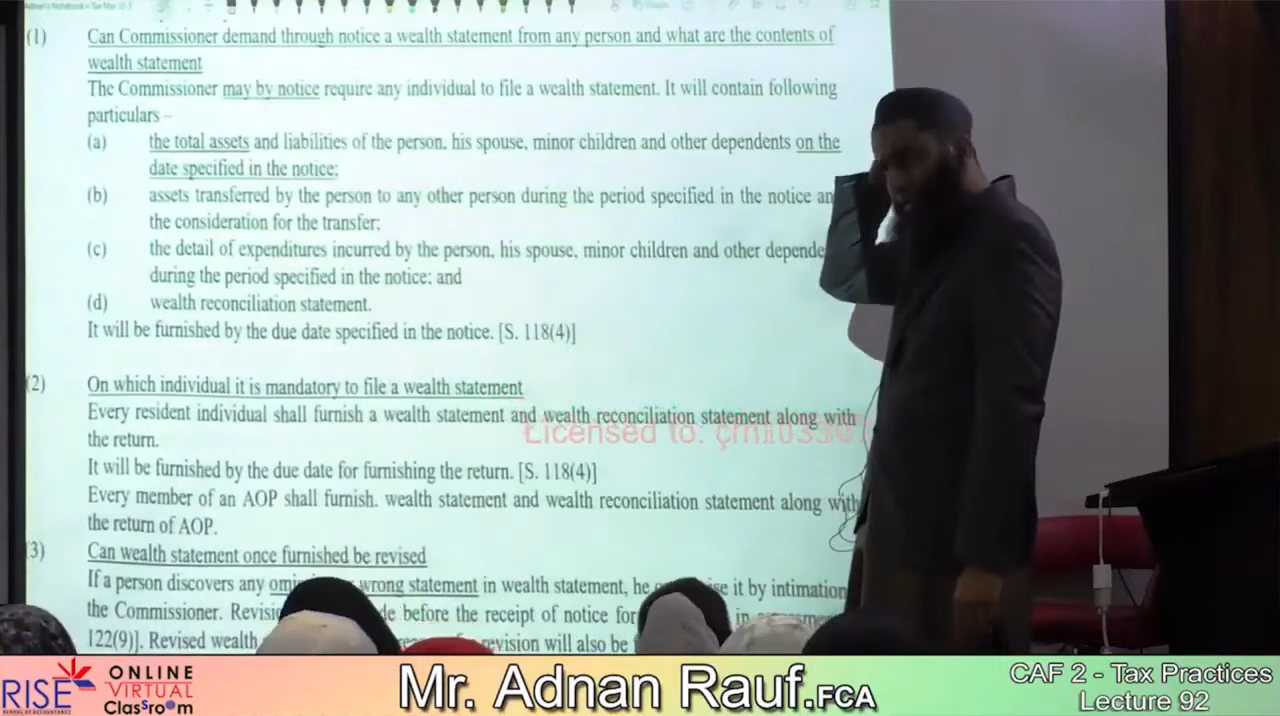 (1) Can Commissioner demand through notice a wealth statement from any person and what are the contents of
wealth statement
The Commissioner may by notice require any individual to file a wealth statement. It will contain following
particulars –
(a) the total assets and liabilities of the person, his spouse, minor children and other dependents on the
date specified in the notice;
(b) assets transferred by the person to any other person during the period specified in the notice an
the consideration for the transfer;
(c) the detail of expenditures incurred by the person, his spouse, minor children and other depende
during the period specified in the notice; and
(d) wealth reconciliation statement.
It will be furnished by the due date specified in the notice. [S. 118(4)]
(2) On which individual it is mandatory to file a wealth statement
Every resident individual shall furnish a wealth statement and wealth reconciliation statement along with
the return.
Licensed to:
It will be furnished by the due date for furnishing the return. [S. 118(4)]
Every member of an AOP shall furnish, wealth statement and wealth reconciliation statement along with
the return of AOP.
(3) Can wealth statement once furnished be revised
If a person discovers any wrong statement in wealth statement, he it by intimation
the Commissioner. before the receipt of notice for
122(9)]. Revised wealth revision will also be
RISE
ONLINE
VIRTUAL
Classroom
Mr. Adnan Rauf.FCA
CAF 2 - Tax Practices
Lecture 92